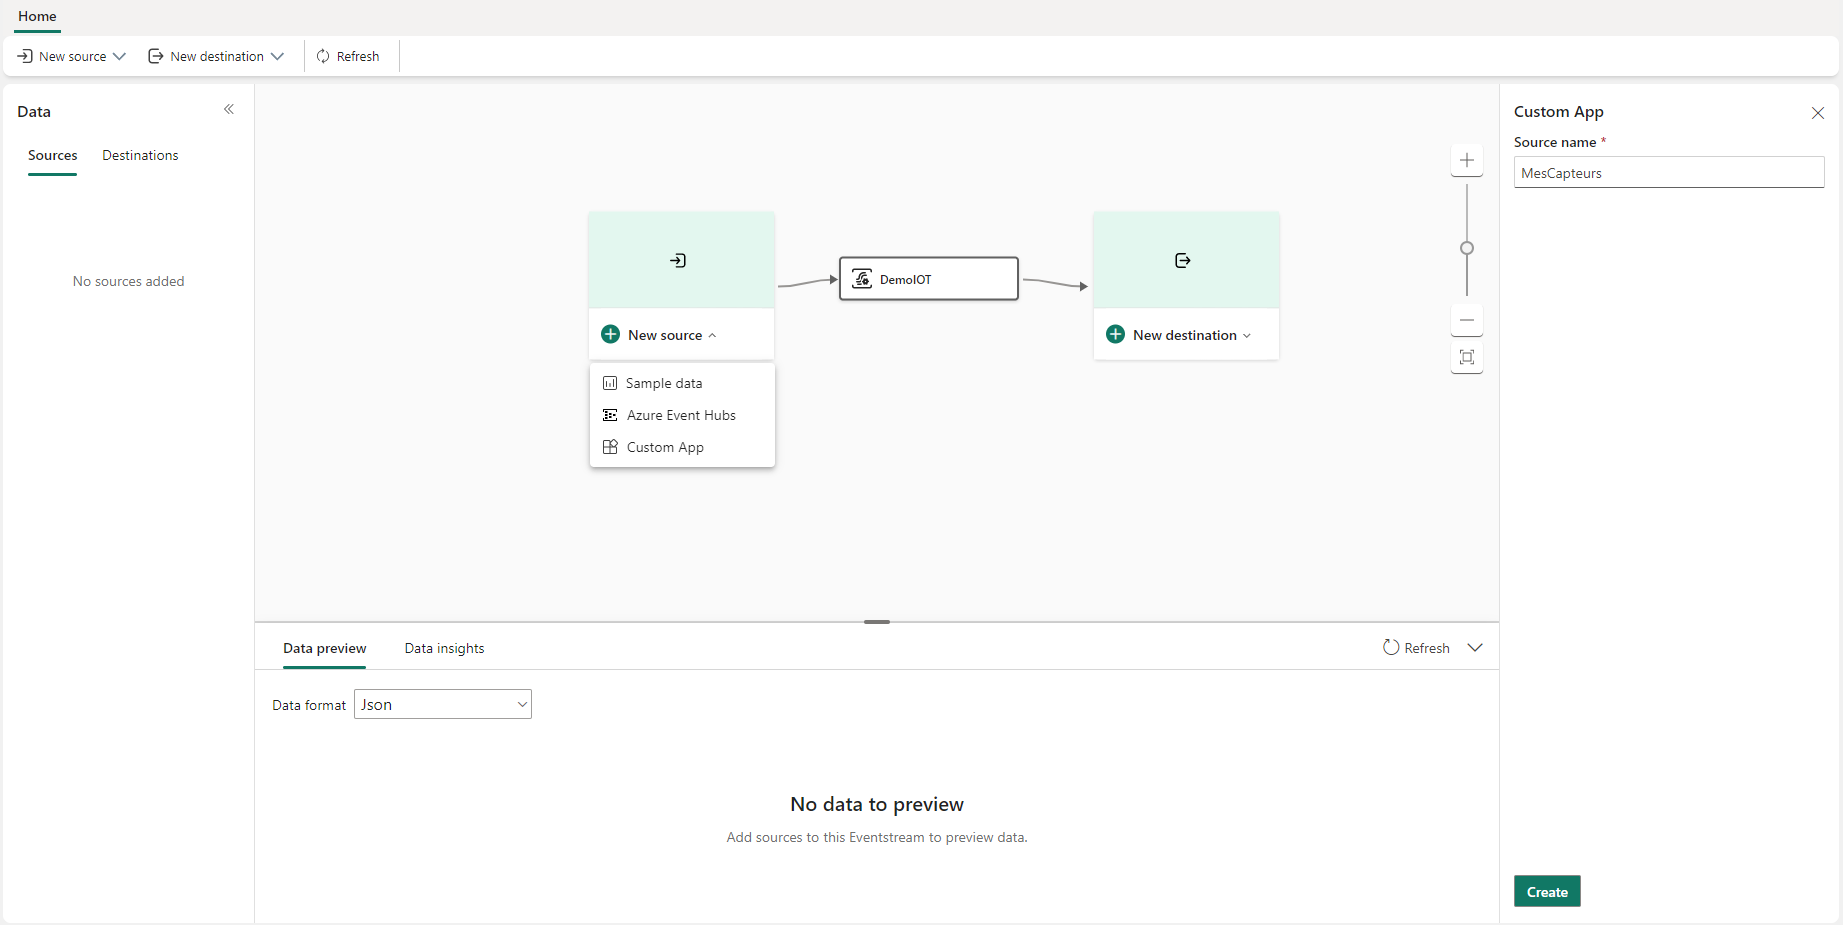 Home
New source
New destination
Refresh
Data
Sources
Destinations
No sources added
New source
Sample data
Azure Event Hubs
Custom App
DemoIOT
New destination
Custom App
Source name *
MesCapteurs
Data preview
Data insights
Refresh
Data format
Json
No data to preview
Add sources to this Eventstream to preview data.
Create